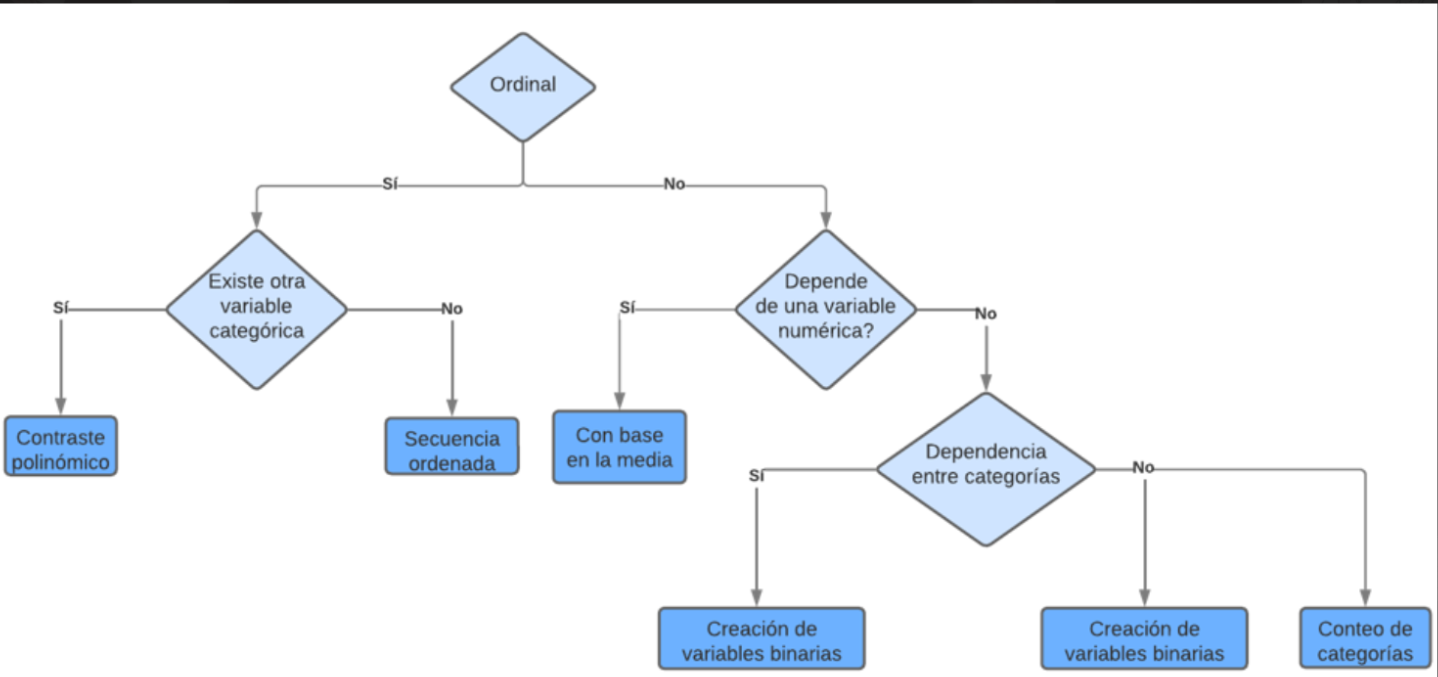 Ordinal
Sí
No
Existe otra
variable
categórica
Depende
de una variable
numérica?
Sí
No
Sí
No
Contraste
polinómico
Secuencia
ordenada
Con base
en la media
Dependencia
entre categorías
Sí
No
Creación de
variables binarias
Creación de
variables binarias
Conteo de
categorías